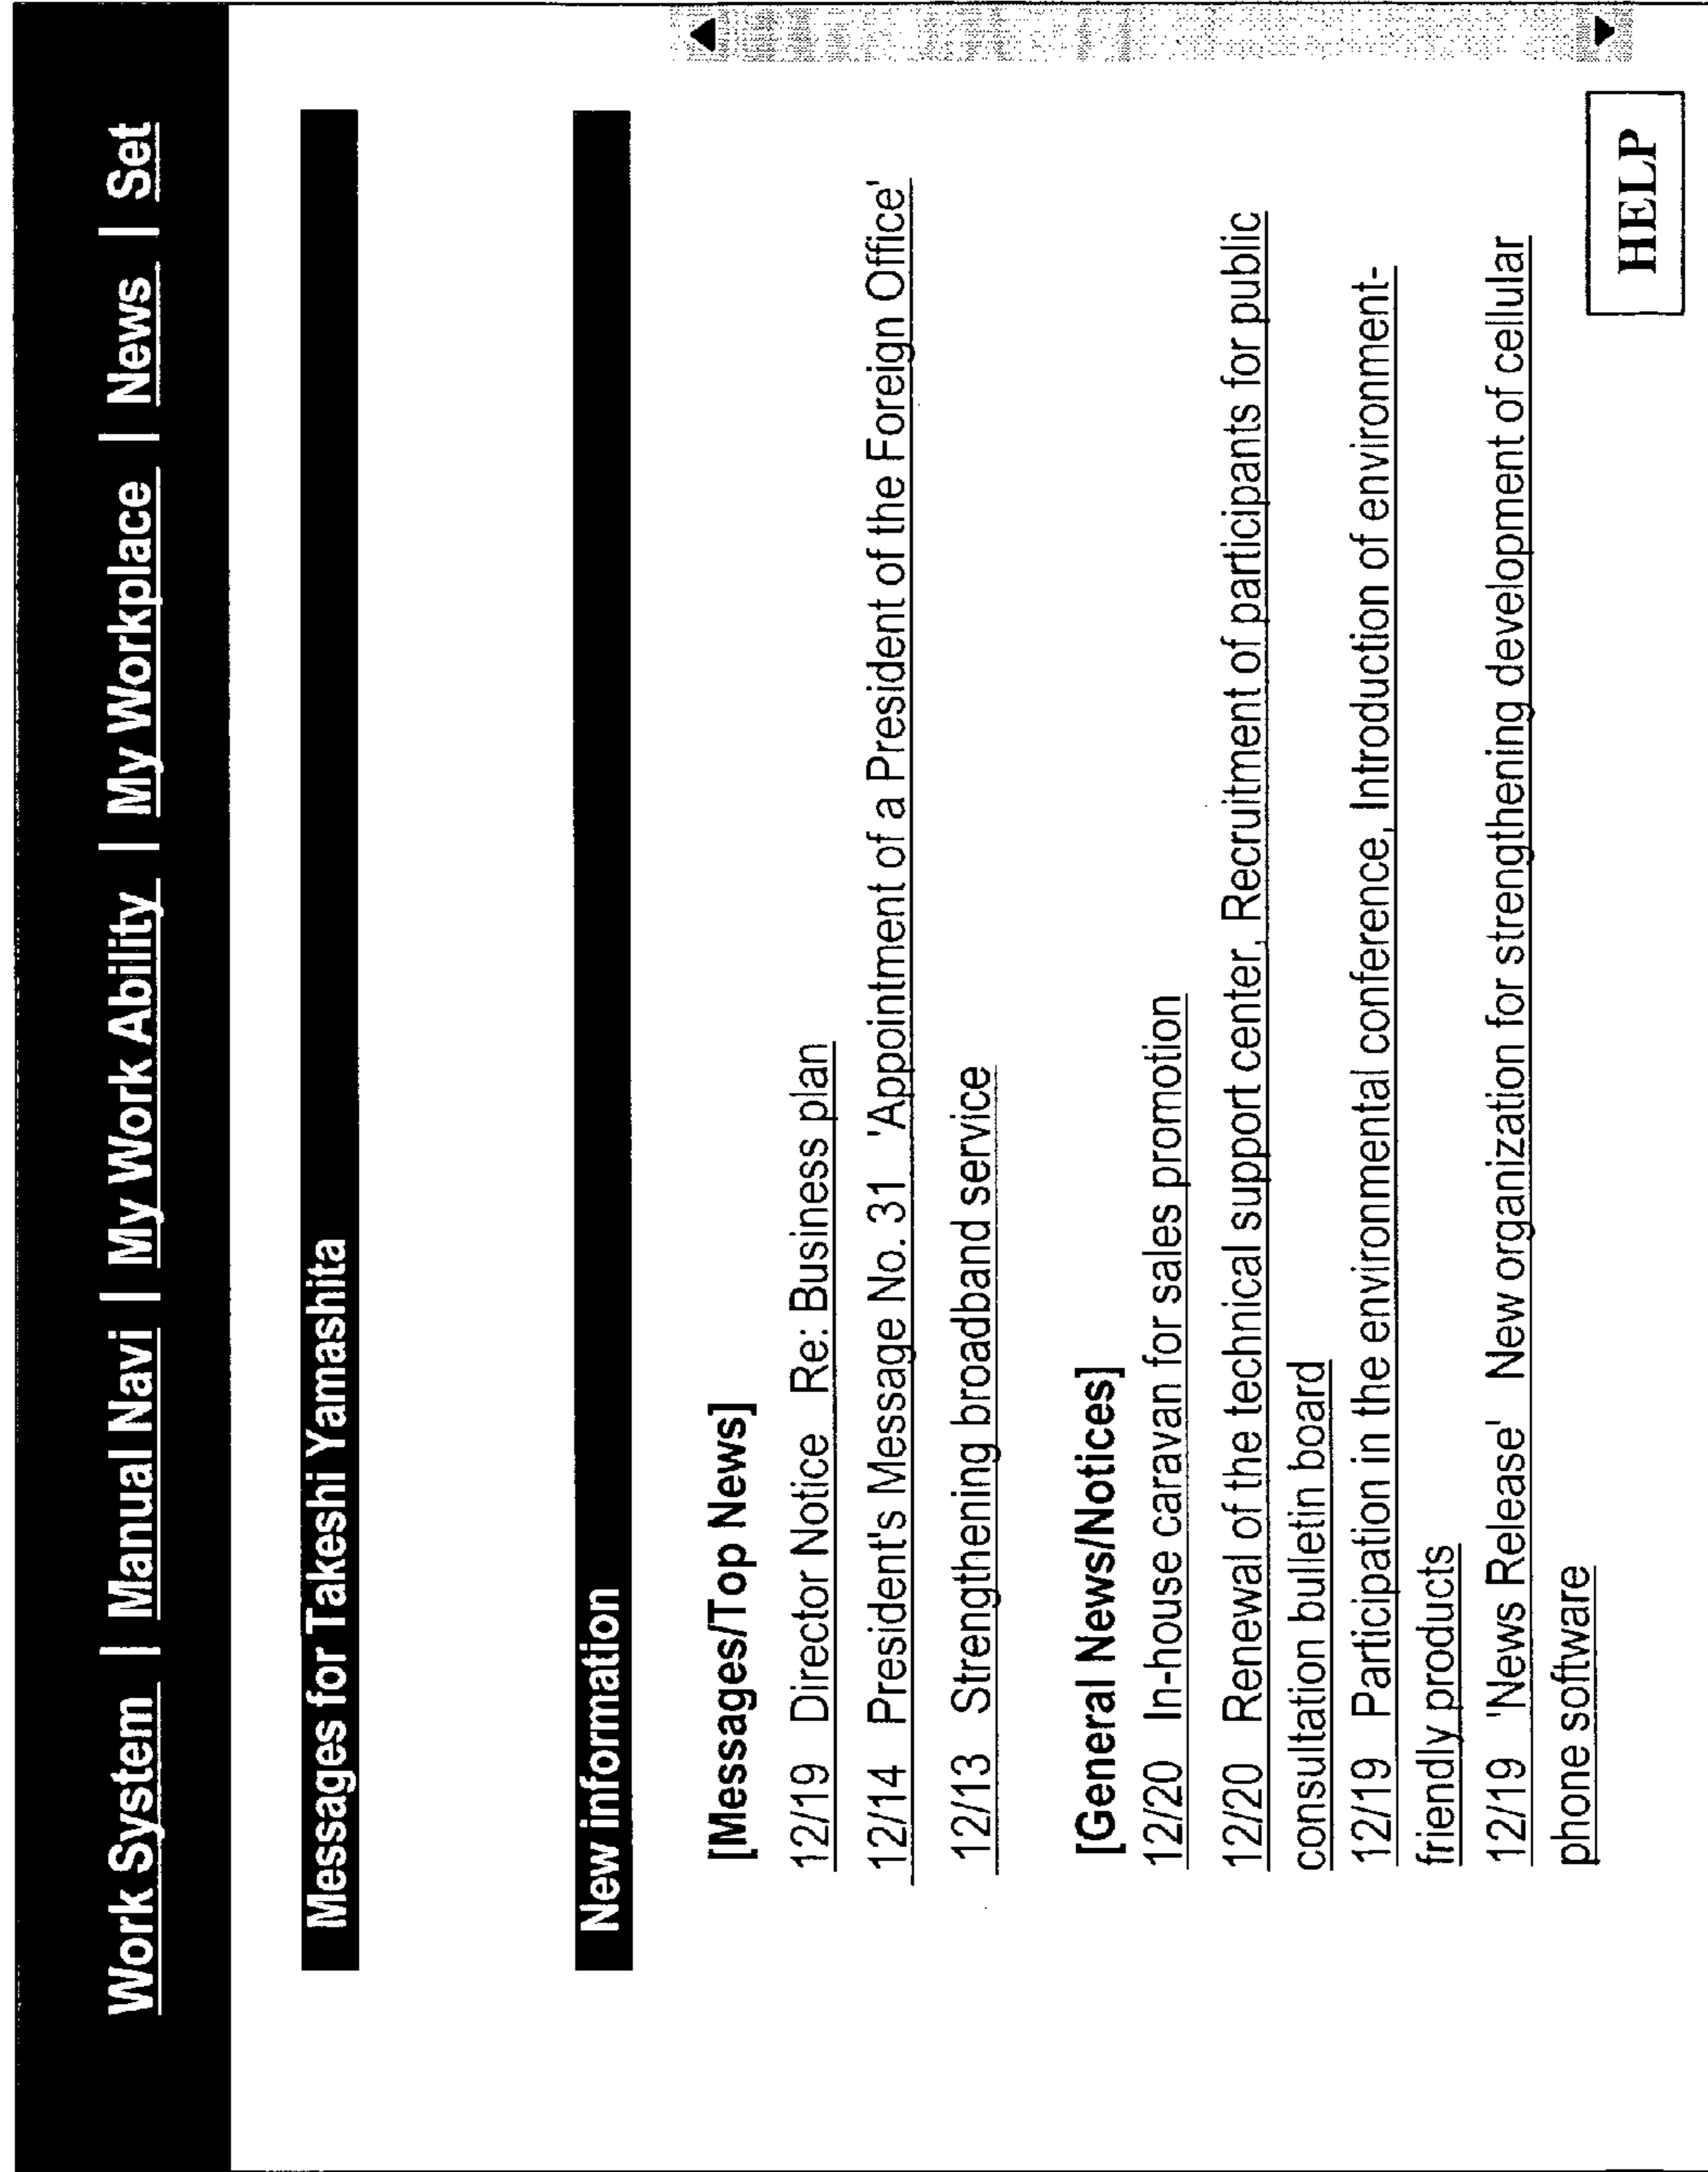 Work System | Manual Navi | My Work Ability | My Workplace | News | Set
Messages for Takeshi Yamashita
New information
[Messages/Top News]
12/19 Director Notice Re: Business plan
12/14 President's Message No. 31 'Appointment of a President of the Foreign Office'
12/13 Strengthening broadband service
[General News/Notices]
12/20 In-house caravan for sales promotion
12/20 Renewal of the technical support center, Recruitment of participants for public
consultation bulletin board
12/19 Participation in the environmental conference, Introduction of environment-
friendly products
12/19 'News Release' New organization for strengthening development of cellular
phone software
HELP